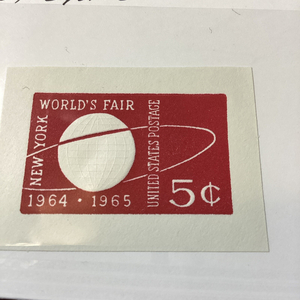 WORLD'S FAIR
NEW YORK
1964 • 1965
UNITED STATES POSTAGE
5¢